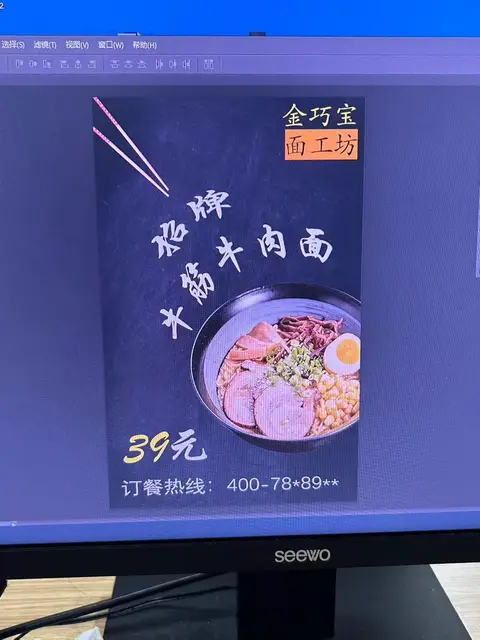 2
选择(S) 滤镜(T) 视图(V) 窗口(W) 帮助(H)
金巧宝
面工坊
招牌
牛筋牛肉面
39元
订餐热线：400-78*89**
seewo